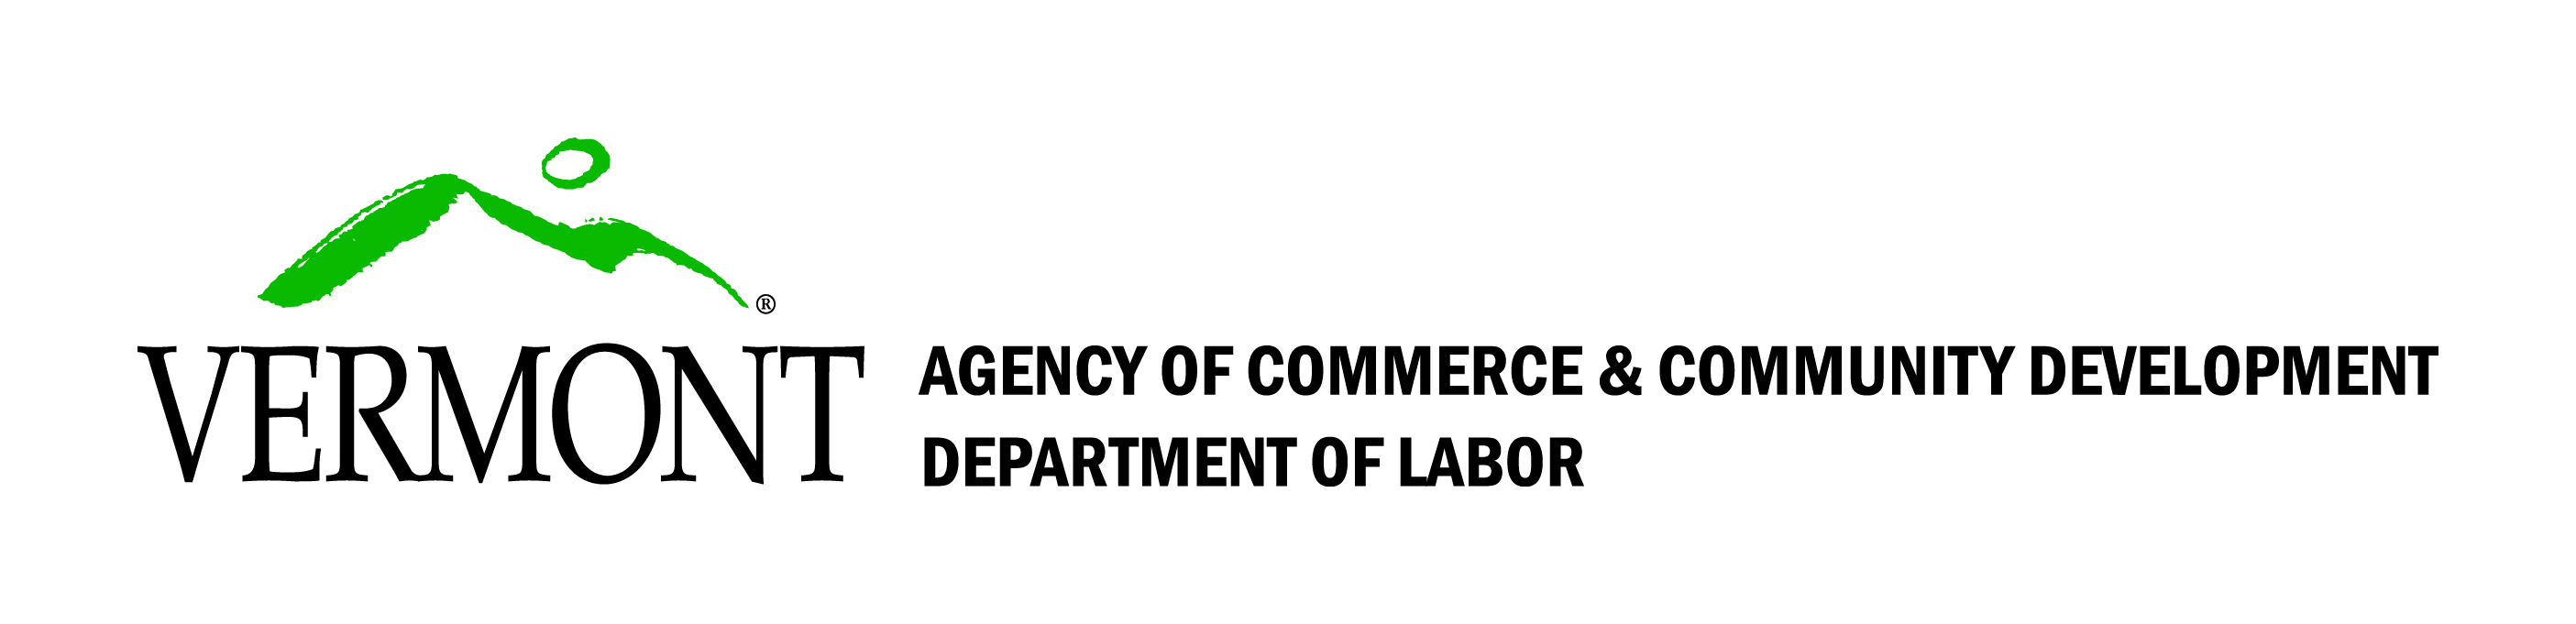 ®
VERMONT
AGENCY OF COMMERCE & COMMUNITY DEVELOPMENT
DEPARTMENT OF LABOR